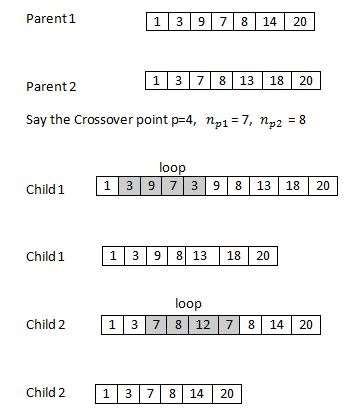 Parent 1 1 3 9 7 8 14 20
Parent 2 1 3 7 8 13 18 20
Say the Crossover point p=4, n_{p1} = 7, n_{p2} = 8
loop
Child 1 1 3 9 7 3 9 8 13 18 20
Child 1 1 3 9 8 13 18 20
loop
Child 2 1 3 7 8 12 7 8 14 20
Child 2 1 3 7 8 14 20